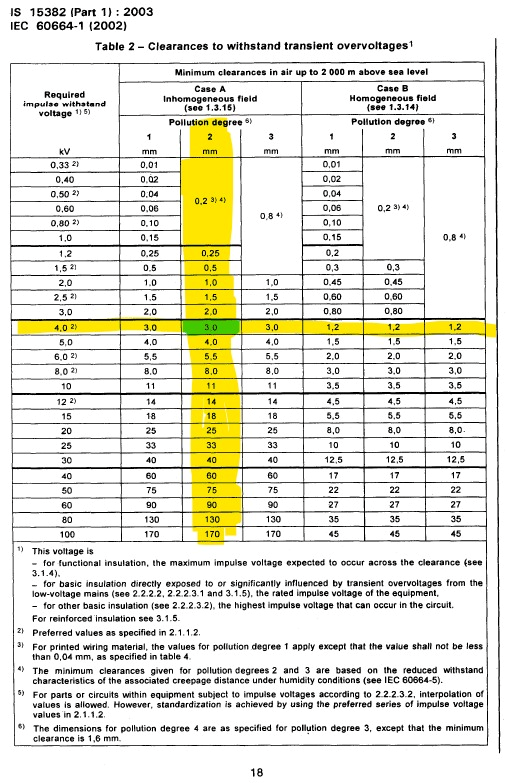 IS 15382 (Part 1) : 2003
IEC 60664-1 (2002)
Table 2 – Clearances to withstand transient overvoltages1
Required impulse withstand voltage 1) 5)
Minimum clearances in air up to 2 000 m above sea level
Case A Inhomogeneous field (see 1.3.15)
Case B Homogeneous field (see 1.3.14)
Pollution degree 6) Pollution degree 6)
1 2 3 1 2 3
kV mm mm mm mm mm mm
0,33 2) 0,01 0,2 3) 4) 0,8 4) 0,01 0,2 3) 4) 0,8 4)
0,40 0,02 0,02
0,50 2) 0,04 0,04
0,60 0,06 0,06
0,80 2) 0,10 0,10
1,0 0,15 0,15
1,2 0,25 0,25 0,2
1,5 2) 0,5 0,5 0,3 0,3
2,0 1,0 1,0 1,0 0,45 0,45
2,5 2) 1,5 1,5 1,5 0,60 0,60
3,0 2,0 2,0 2,0 0,80 0,80
4,0 2) 3,0 3,0 3,0 1,2 1,2 1,2
5,0 4,0 4,0 4,0 1,5 1,5 1,5
6,0 2) 5,5 5,5 5,5 2,0 2,0 2,0
8,0 2) 8,0 8,0 8,0 3,0 3,0 3,0
10 11 11 11 3,5 3,5 3,5
12 2) 14 14 14 4,5 4,5 4,5
15 18 18 18 5,5 5,5 5,5
20 25 25 25 8,0 8,0 8,0
25 33 33 33 10 10 10
30 40 40 40 12,5 12,5 12,5
40 60 60 60 17 17 17
50 75 75 75 22 22 22
60 90 90 90 27 27 27
80 130 130 130 35 35 35
100 170 170 170 45 45 45
1) This voltage is
– for functional insulation, the maximum impulse voltage expected to occur across the clearance (see
3.1.4),
– for basic insulation directly exposed to or significantly influenced by transient overvoltages from the
low-voltage mains (see 2.2.2, 2.2.2.3.1 and 3.1.5), the rated impulse voltage of the equipment,
– for other basic insulation (see 2.2.2.3.2), the highest impulse voltage that can occur in the circuit.
For reinforced insulation see 3.1.5.
2) Preferred values as specified in 2.1.1.2.
3) For printed wiring material, the values for pollution degree 1 apply except that the value shall not be less
than 0,04 mm, as specified in table 4.
4) The minimum clearances given for pollution degrees 2 and 3 are based on the reduced withstand
characteristics of the associated creepage distance under humidity conditions (see IEC 60664-5).
5) For parts or circuits within equipment subject to impulse voltages according to 2.2.2.3.2, interpolation of
values is allowed. However, standardization is achieved by using the preferred series of impulse voltage
values in 2.1.1.2.
6) The dimensions for pollution degree 4 are as specified for pollution degree 3, except that the minimum
clearance is 1,6 mm.
18